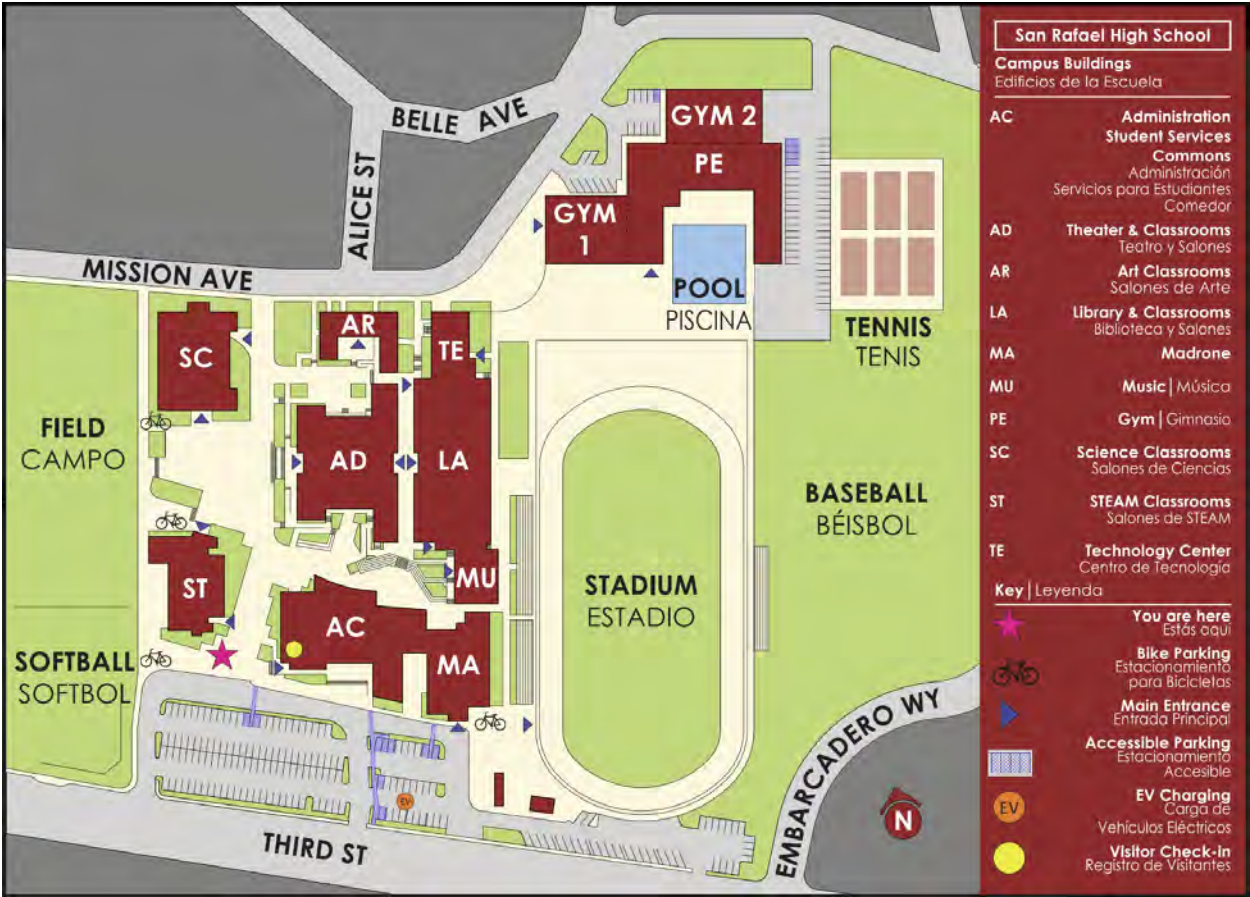 BELLE AVE
ALICE ST
MISSION AVE
GYM 2
PE
GYM
1
POOL
PISCINA
TENNIS
TENIS
SC
AR
TE
FIELD
CAMPO
AD
LA
BASEBALL
BÉISBOL
ST
MU
STADIUM
ESTADIO
AC
MA
SOFTBALL
SOFTBOL
EV
THIRD ST
EMBARCADERO WY
N
San Rafael High School
Campus Buildings
Edificios de la Escuela
AC Administration
Student Services
Commons
Administración
Servicios para Estudiantes
Comedor
AD Theater & Classrooms
Teatro y Salones
AR Art Classrooms
Salones de Arte
LA Library & Classrooms
Biblioteca y Salones
MA Madrone
MU Music | Música
PE Gym | Gimnasio
SC Science Classrooms
Salones de Ciencias
ST STEAM Classrooms
Salones de STEAM
TE Technology Center
Centro de Tecnología
Key | Leyenda
You are here
Estás aquí
Bike Parking
Estacionamiento
para Bicicletas
Main Entrance
Entrada Principal
Accessible Parking
Estacionamiento
Accesible
EV EV Charging
Carga de
Vehículos Eléctricos
Visitor Check-in
Registro de Visitantes